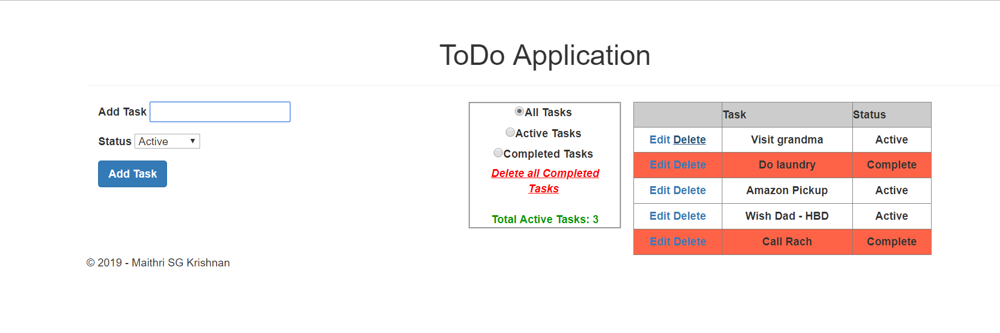 ToDo Application
Add Task
Status Active
Add Task
All Tasks
Active Tasks
Completed Tasks
Delete all Completed
Tasks
Total Active Tasks: 3
Task Status
Edit Delete Visit grandma Active
Edit Delete Do laundry Complete
Edit Delete Amazon Pickup Active
Edit Delete Wish Dad - HBD Active
Edit Delete Call Rach Complete
© 2019 - Maithri SG Krishnan